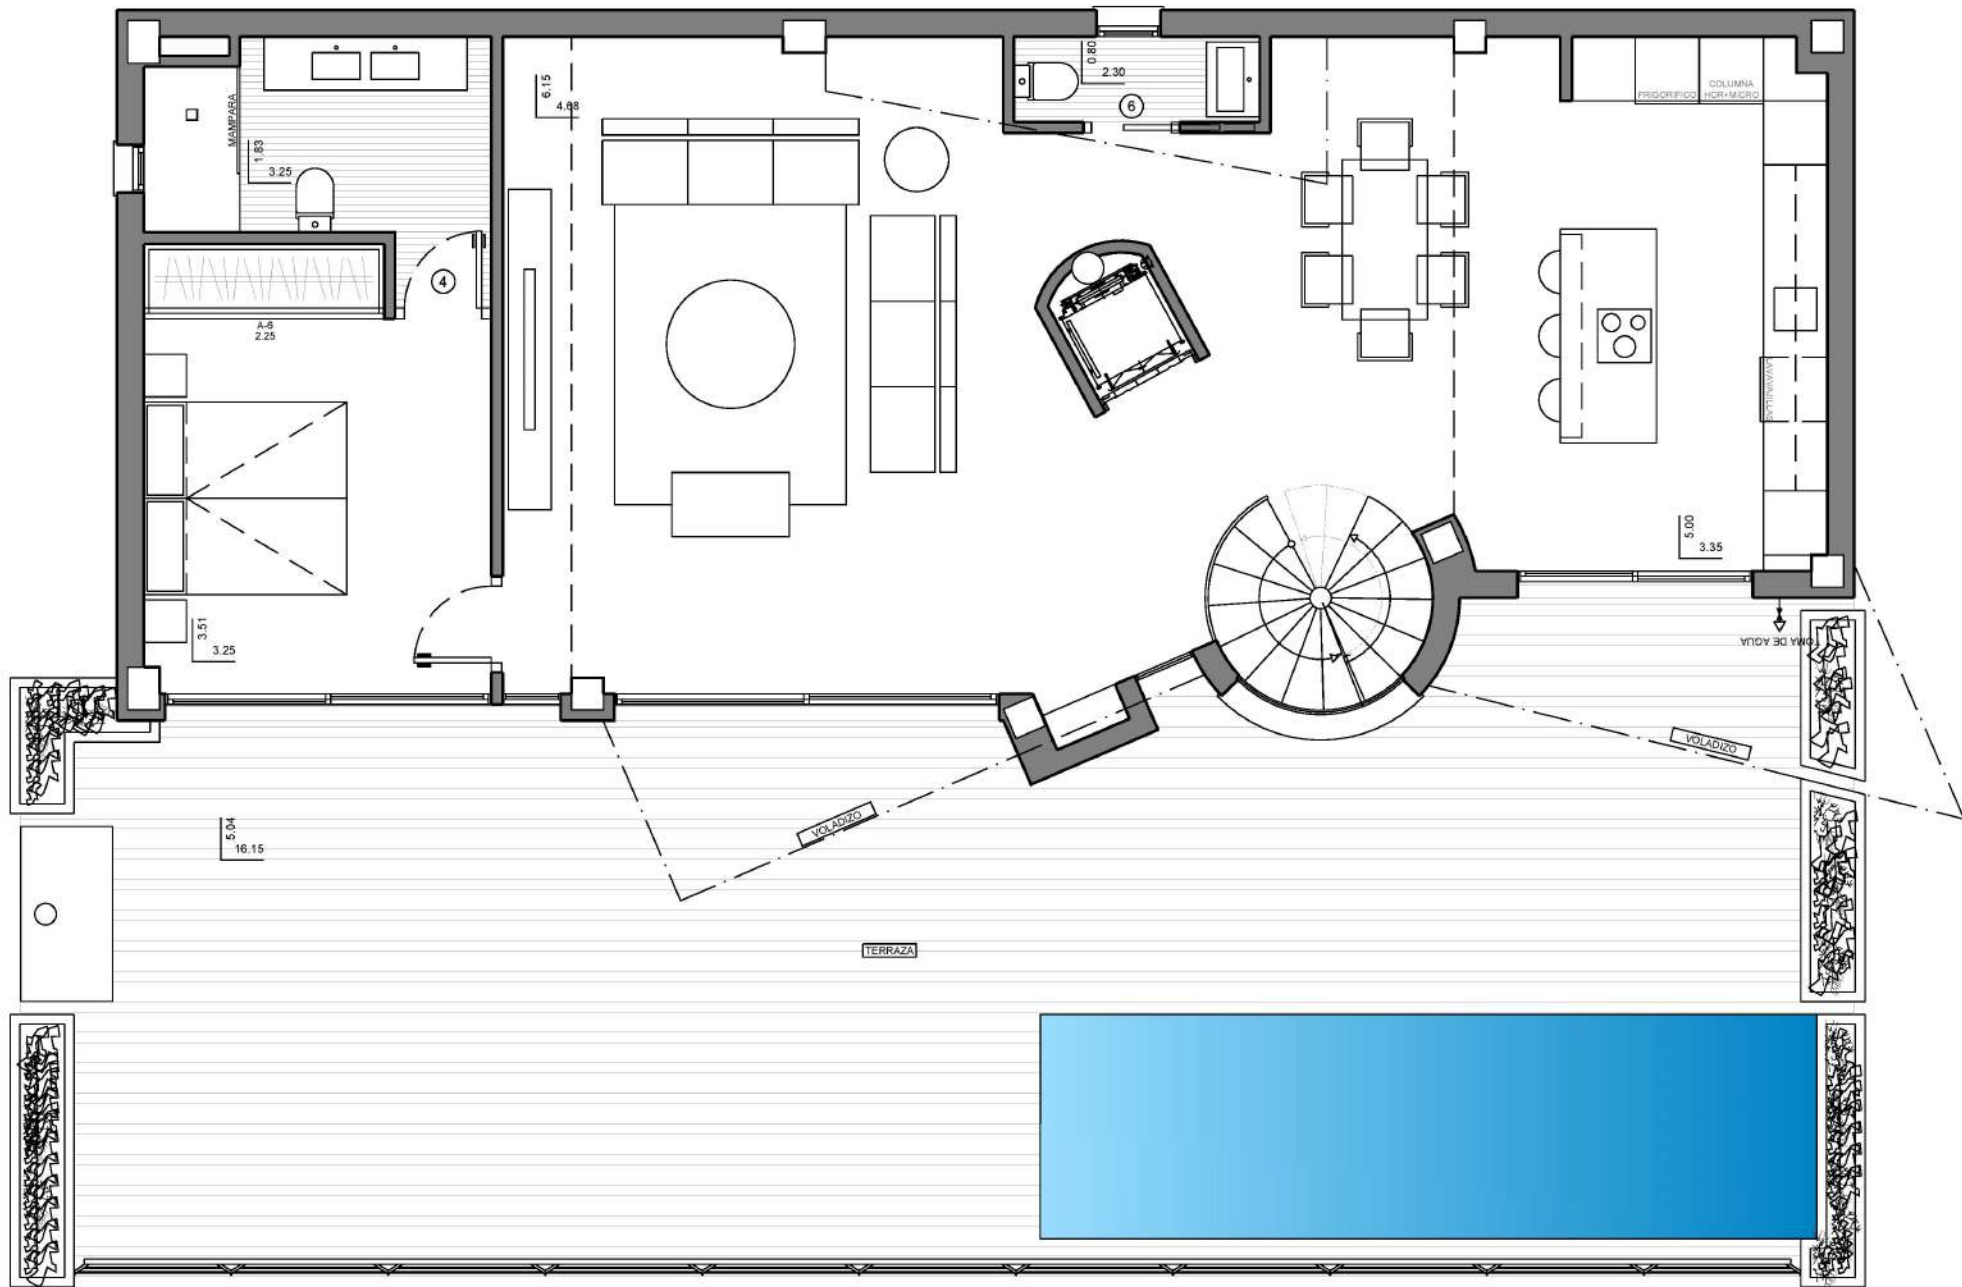 MAMPARA
1.83
3.25
4
A-6
2.25
3.51
3.25
6.15
4.68
0.80
2.30
6
FRIGORIFICO
COLUMNA
HOR+MICRO
LAVAVAJILLAS
5.00
3.35
TOMA DE AGUA
VOLADIZO
VOLADIZO
5.04
16.15
TERRAZA